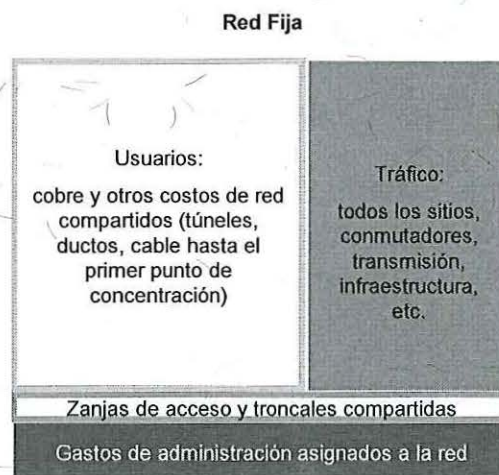 Red Fija
Usuarios:
cobre y otros costos de red
compartidos (túneles,
ductos, cable hasta el
primer punto de
concentración)
Tráfico:
todos los sitios,
conmutadores,
transmisión,
infraestructura,
etc.
Zanjas de acceso y troncales compartidas
Gastos de administración asignados a la red